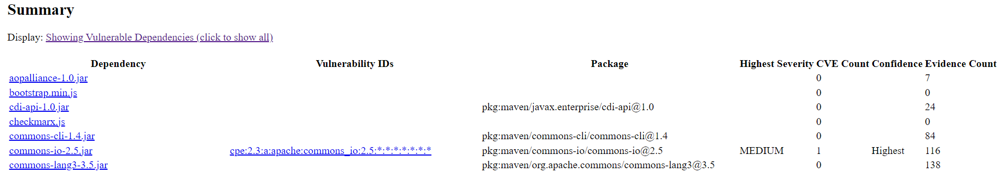 Summary
Display: Showing Vulnerable Dependencies (click to show all)
Dependency Vulnerability IDs Package Highest Severity CVE Count Confidence Evidence Count
aopalliance-1.0.jar 0 7
bootstrap.min.js 0 0
cdi-api-1.0.jar pkg:maven/javax.enterprise/cdi-api@1.0 0 24
checkmarx.js 0 0
commons-cli-1.4.jar pkg:maven/commons-cli/commons-cli@1.4 0 84
commons-io-2.5.jar cpe:2.3:a:apache:commons_io:2.5:*:*:*:*:*:*:* pkg:maven/commons-io/commons-io@2.5 MEDIUM 1 Highest 116
commons-lang3-3.5.jar pkg:maven/org.apache.commons/commons-lang3@3.5 0 138